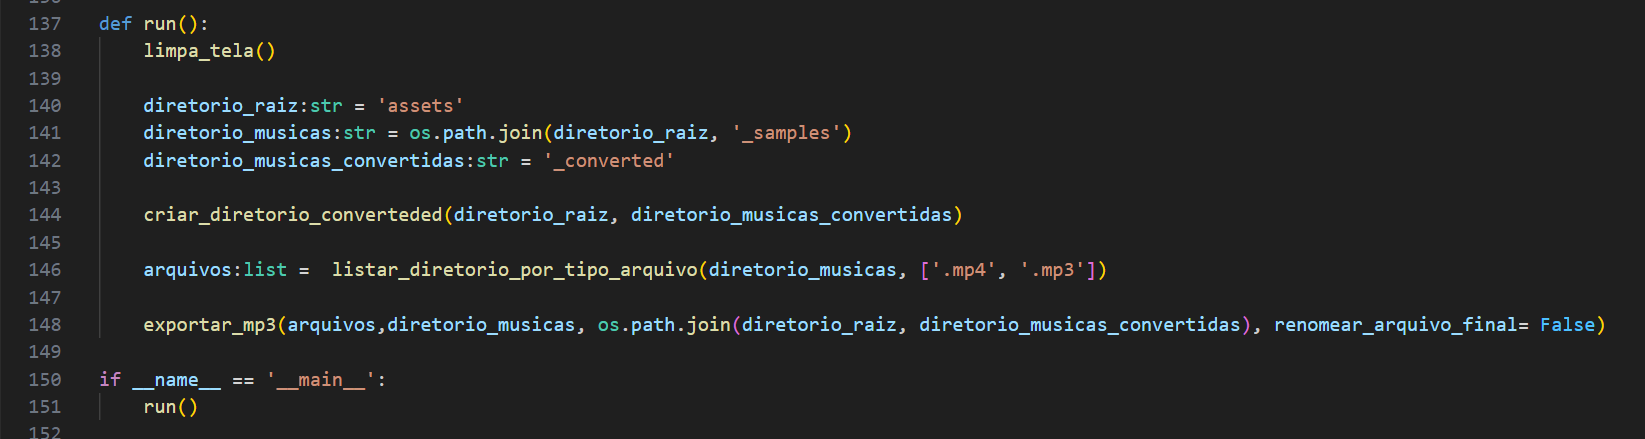 137 def run():
138     limpa_tela()
139
140     diretorio_raiz:str = 'assets'
141     diretorio_musicas:str = os.path.join(diretorio_raiz, '_samples')
142     diretorio_musicas_convertidas:str = '_converted'
143
144     criar_diretorio_converteded(diretorio_raiz, diretorio_musicas_convertidas)
145
146     arquivos:list =  listar_diretorio_por_tipo_arquivo(diretorio_musicas, ['.mp4', '.mp3'])
147
148     exportar_mp3(arquivos,diretorio_musicas, os.path.join(diretorio_raiz, diretorio_musicas_convertidas), renomear_arquivo_final= False)
149
150 if __name__ == '__main__':
151     run()
152